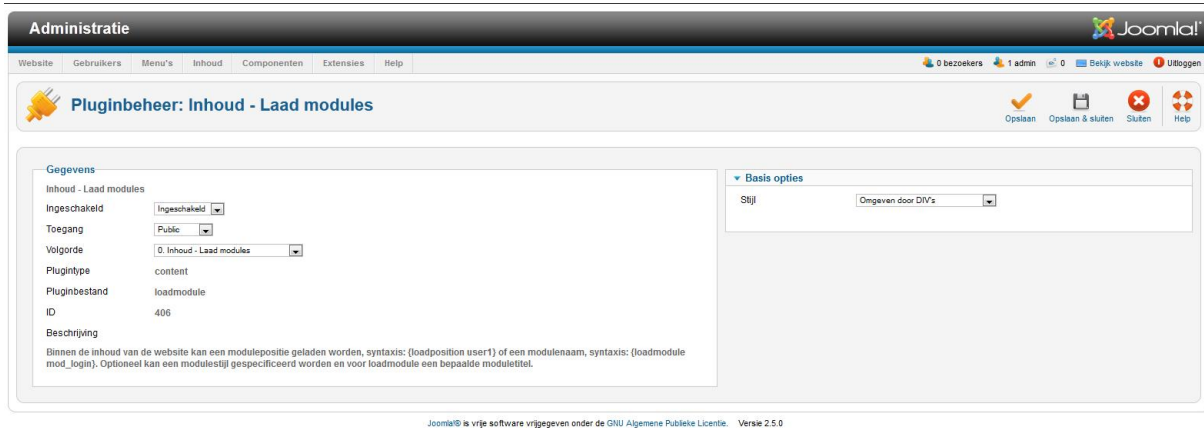 Administratie
Joomla!
Website Gebruikers Menu's Inhoud Componenten Extensies Help
0 bezoekers 1 admin 0 Bekijk website Uitloggen
Pluginbeheer: Inhoud - Laad modules
Opslaan Opslaan & sluiten Sluiten Help
Gegevens
Inhoud - Laad modules
Ingeschakeld Ingeschakeld
Toegang Public
Volgorde 0. Inhoud - Laad modules
Plugintype content
Pluginbestand loadmodule
ID 406
Beschrijving
Binnen de inhoud van de website kan een modulepositie geladen worden, syntaxis: {loadposition user1} of een modulenaam, syntaxis: {loadmodule
mod_login}. Optioneel kan een modulestijl gespecificeerd worden en voor loadmodule een bepaalde moduletitel.
Basis opties
Stijl Omgeven door DIV's
Joomla!® is vrije software vrijgegeven onder de GNU Algemene Publieke Licentie. Versie 2.5.0